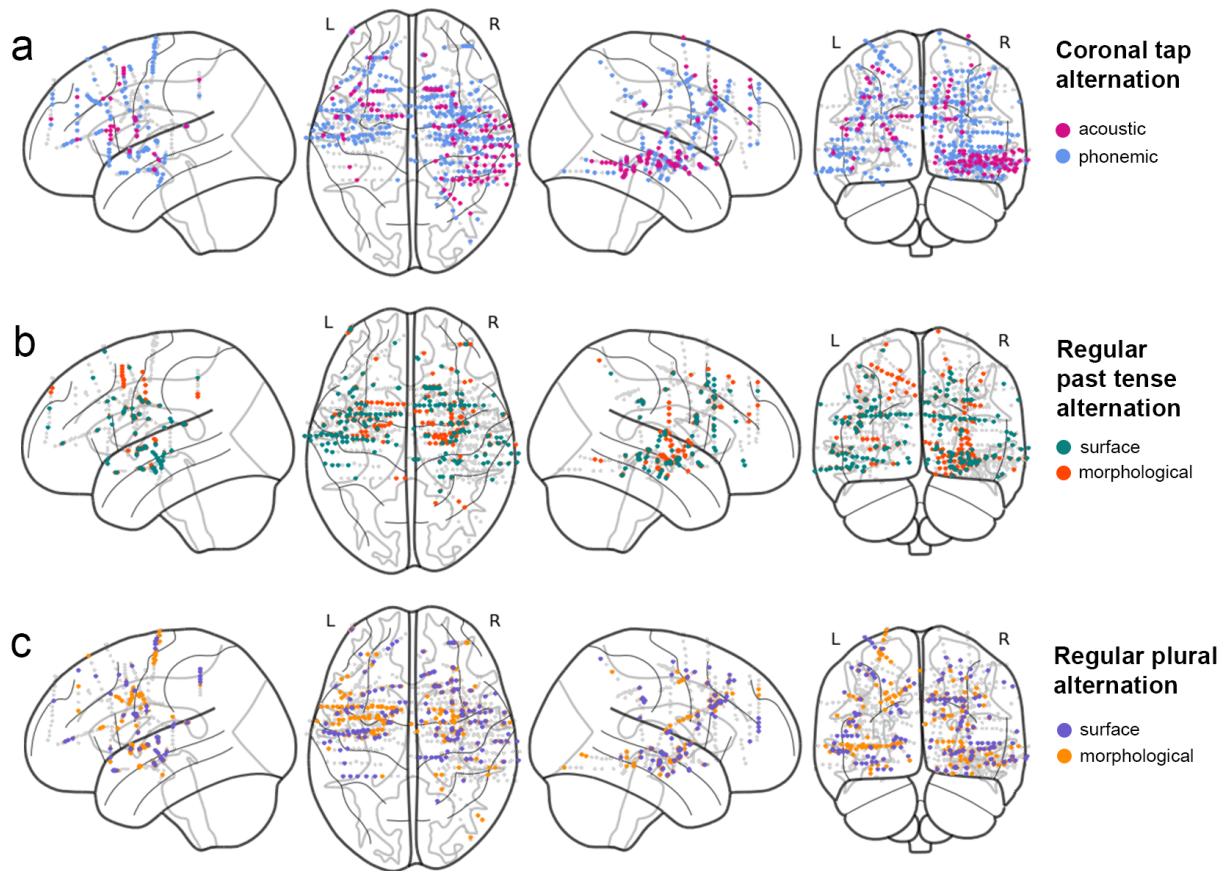 a
L
R
L
R
Coronal tap
alternation
acoustic
phonemic
b
L
R
L
R
Regular
past tense
alternation
surface
morphological
c
L
R
L
R
Regular plural
alternation
surface
morphological